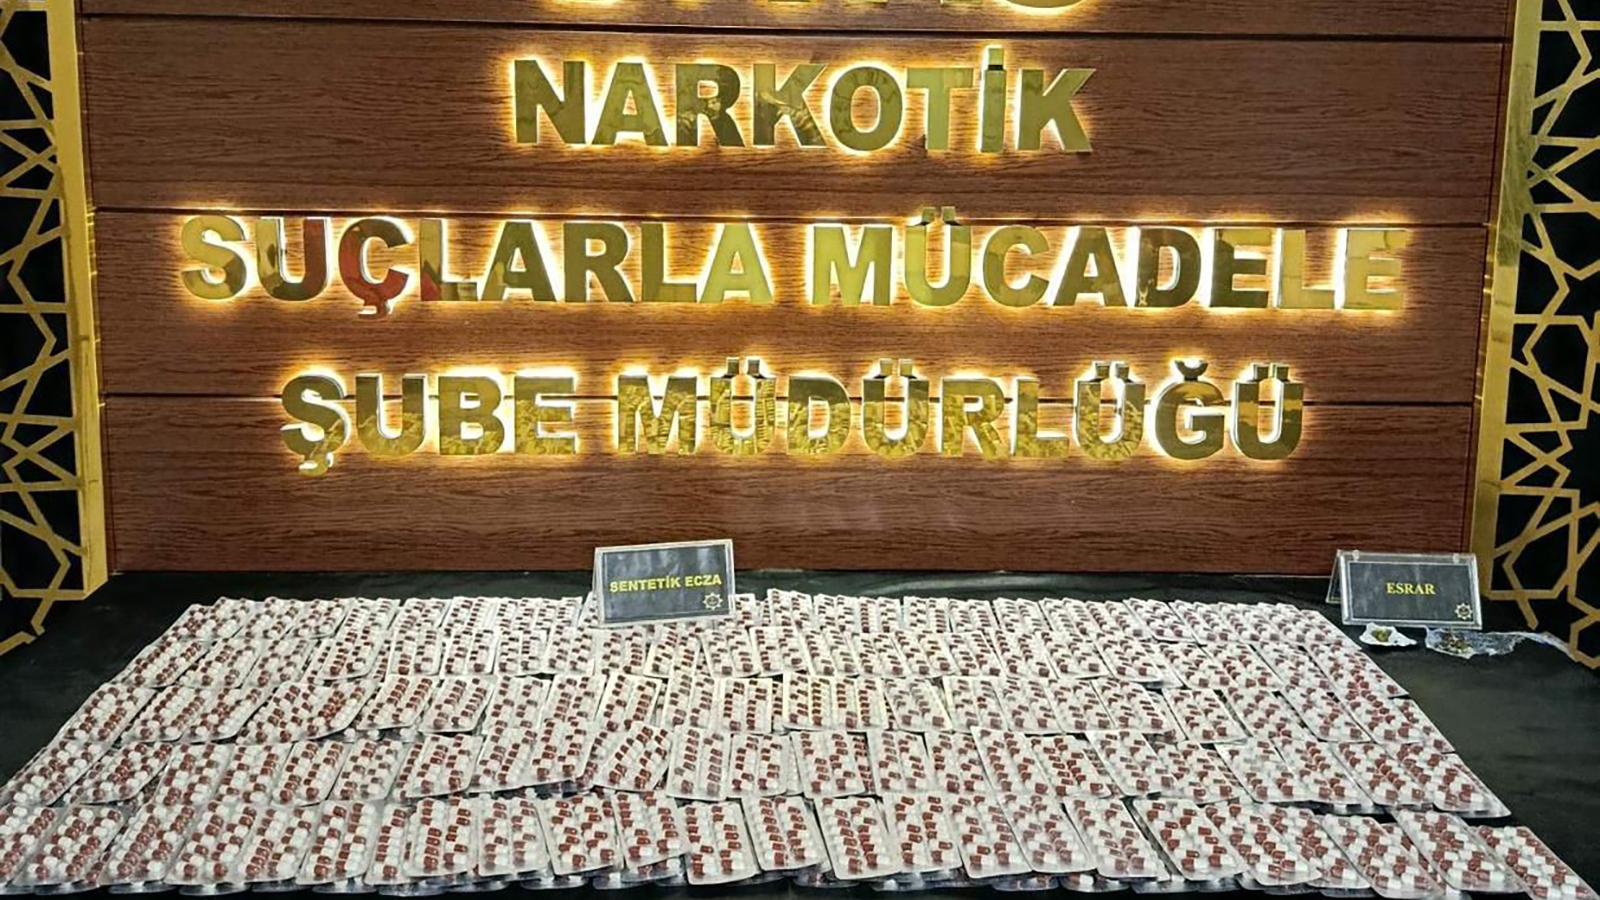 NARKOTİK
SUÇLARLA MÜCADELE
ŞUBE MÜDÜRLÜĞÜ
SENTETİK ECZA
ESRAR